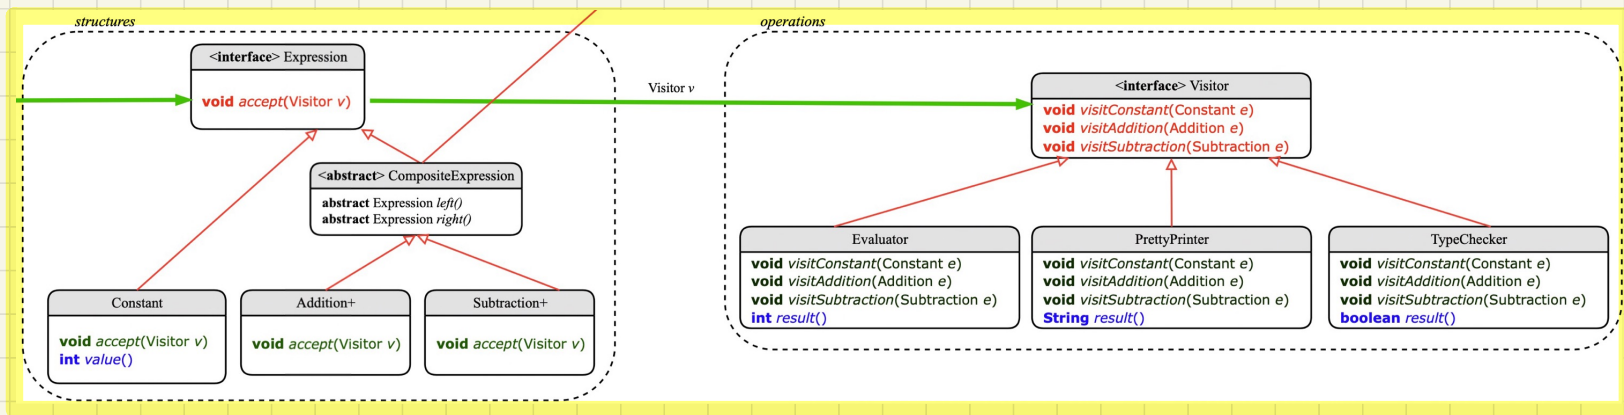 structures
<interface> Expression
void accept(Visitor v)
<abstract> CompositeExpression
abstract Expression left()
abstract Expression right()
Constant
void accept(Visitor v)
int value()
Addition+
void accept(Visitor v)
Subtraction+
void accept(Visitor v)
Visitor v
operations
<interface> Visitor
void visitConstant(Constant e)
void visitAddition(Addition e)
void visitSubtraction(Subtraction e)
Evaluator
void visitConstant(Constant e)
void visitAddition(Addition e)
void visitSubtraction(Subtraction e)
int result()
PrettyPrinter
void visitConstant(Constant e)
void visitAddition(Addition e)
void visitSubtraction(Subtraction e)
String result()
TypeChecker
void visitConstant(Constant e)
void visitAddition(Addition e)
void visitSubtraction(Subtraction e)
boolean result()